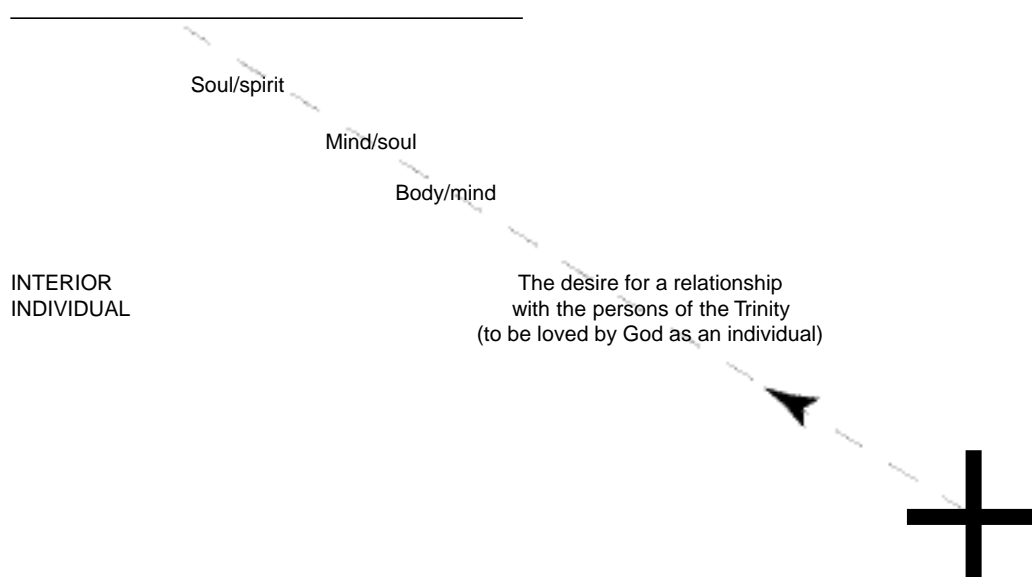 Soul/spirit
Mind/soul
Body/mind
INTERIOR
INDIVIDUAL
The desire for a relationship
with the persons of the Trinity
(to be loved by God as an individual)